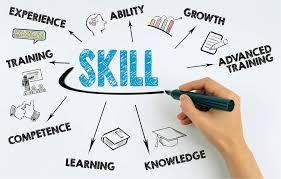 EXPERIENCE
ABILITY
GROWTH
TRAINING
SKILL
ADVANCED
TRAINING
COMPETENCE
LEARNING
KNOWLEDGE